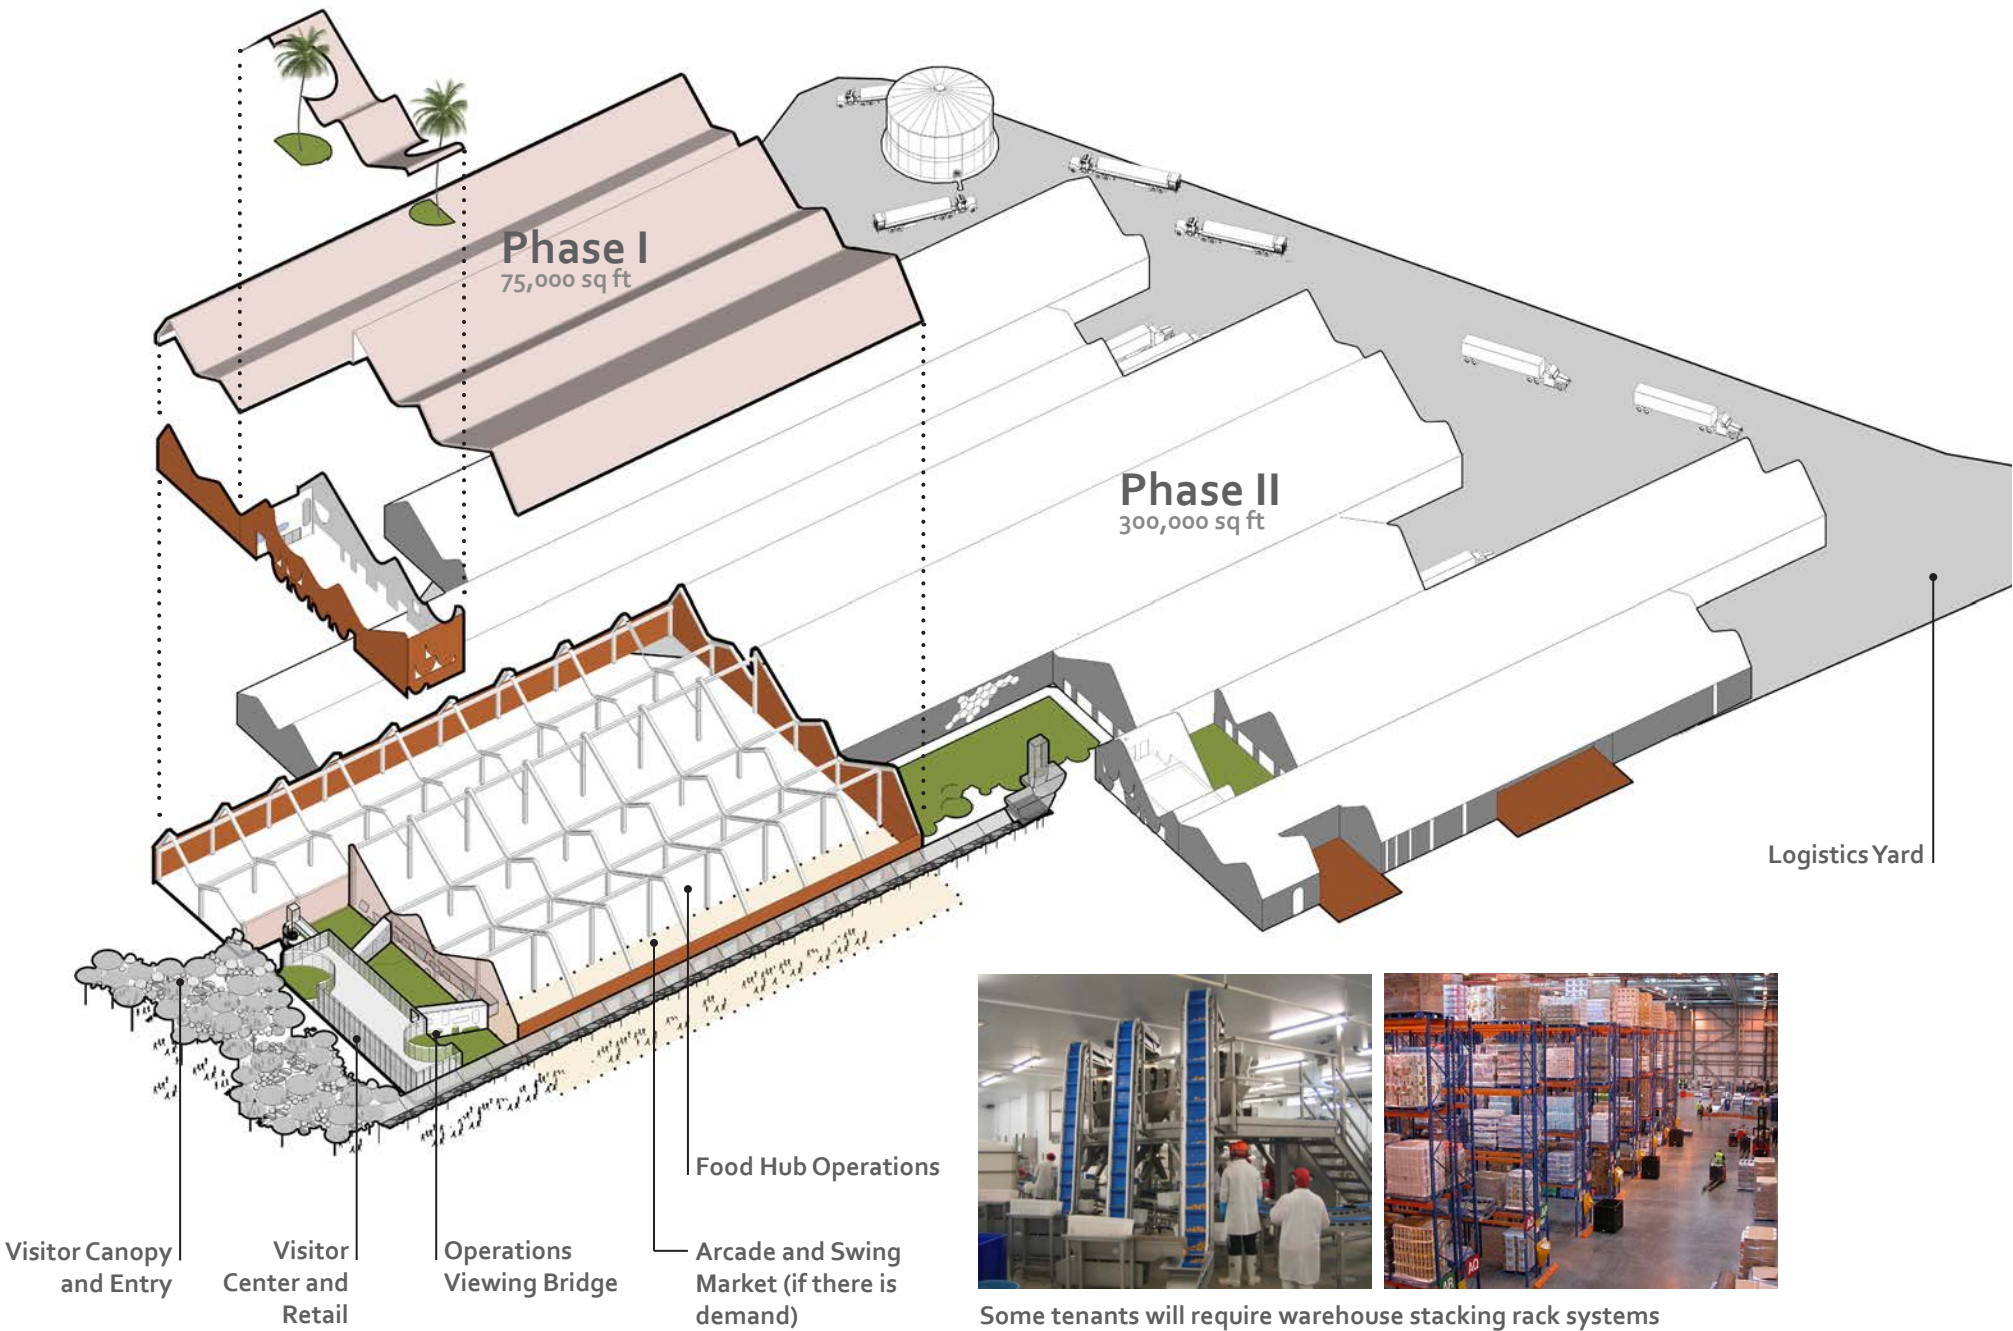 Phase I
75,000 sq ft
Phase II
300,000 sq ft
Logistics Yard
Food Hub Operations
Visitor Canopy
and Entry
Visitor
Center and
Retail
Operations
Viewing Bridge
Arcade and Swing
Market (if there is
demand)
AR
AQ
Some tenants will require warehouse stacking rack systems